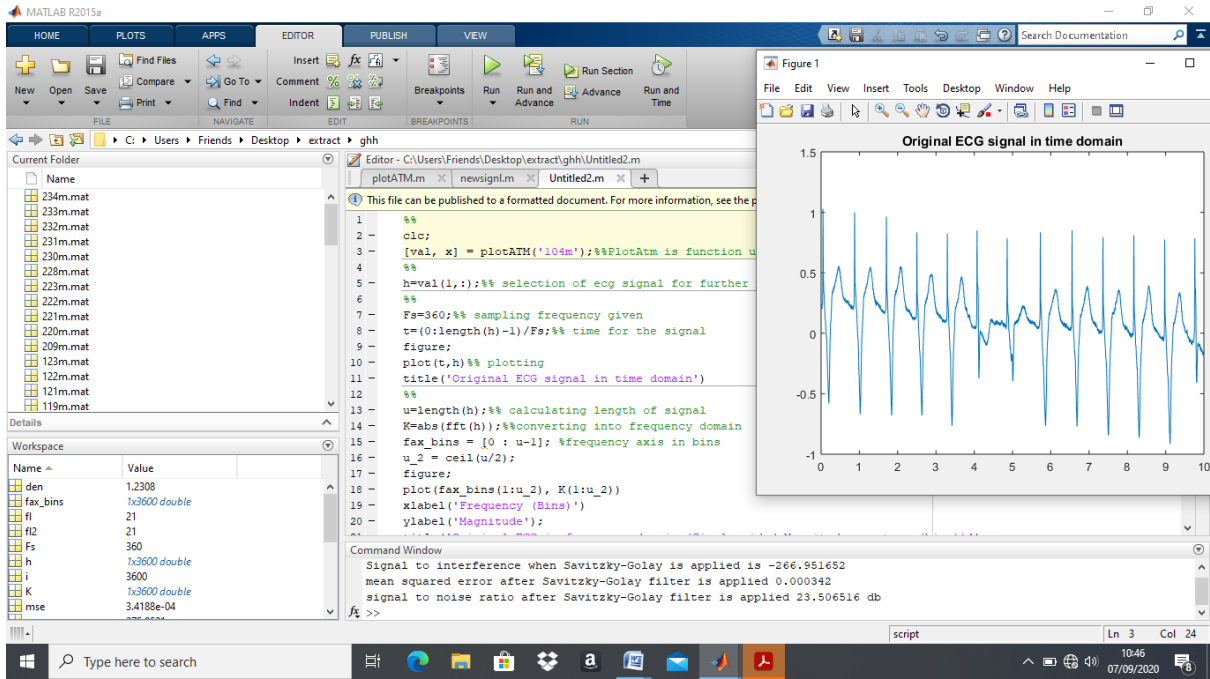 MATLAB R2015a
HOME PLOTS APPS EDITOR PUBLISH VIEW
Search Documentation
New Open Save
Find Files
Compare
Print
Go To
Find
Insert
Comment
Indent
fx
Breakpoints
Run
Run and Advance
Run Section
Advance
Run and Time
FILE NAVIGATE EDIT BREAKPOINTS RUN
C: Users Friends Desktop extract ghh
Current Folder
Name
234m.mat
233m.mat
232m.mat
231m.mat
230m.mat
228m.mat
223m.mat
222m.mat
221m.mat
220m.mat
209m.mat
123m.mat
122m.mat
121m.mat
119m.mat
Details
Workspace
Name Value
den 1.2308
fax_bins 1x3600 double
fl 21
fl2 21
Fs 360
h 1x3600 double
i 3600
K 1x3600 double
mse 3.4188e-04
Editor - C:\Users\Friends\Desktop\extract\ghh\Untitled2.m
plotATM.m newsignl.m Untitled2.m
This file can be published to a formatted document. For more information, see the p
1 %%
2 - clc;
3 - [val, x] = plotATM('104m');%%PlotAtm is function u
4 %%
5 - h=val(1,:);%% selection of ecg signal for further
6 %%
7 - Fs=360;%% sampling frequency given
8 - t=(0:length(h)-1)/Fs;%% time for the signal
9 - figure;
10 - plot(t,h)%% plotting
11 - title('Original ECG signal in time domain')
12 %%
13 - u=length(h);%% calculating length of signal
14 - K=abs(fft(h));%%converting into frequency domain
15 - fax_bins = [0 : u-1]; %frequency axis in bins
16 - u_2 = ceil(u/2);
17 - figure;
18 - plot(fax_bins(1:u_2), K(1:u_2))
19 - xlabel('Frequency (Bins)')
20 - ylabel('Magnitude');
Command Window
Signal to interference when Savitzky-Golay is applied is -266.951652
mean squared error after Savitzky-Golay filter is applied 0.000342
signal to noise ratio after Savitzky-Golay filter is applied 23.506516 db
fx >>
Figure 1
File Edit View Insert Tools Desktop Window Help
Original ECG signal in time domain
1.5
1
0.5
0
-0.5
-1
0 1 2 3 4 5 6 7 8 9 10
script Ln 3 Col 24
Type here to search
10:46
07/09/2020
8